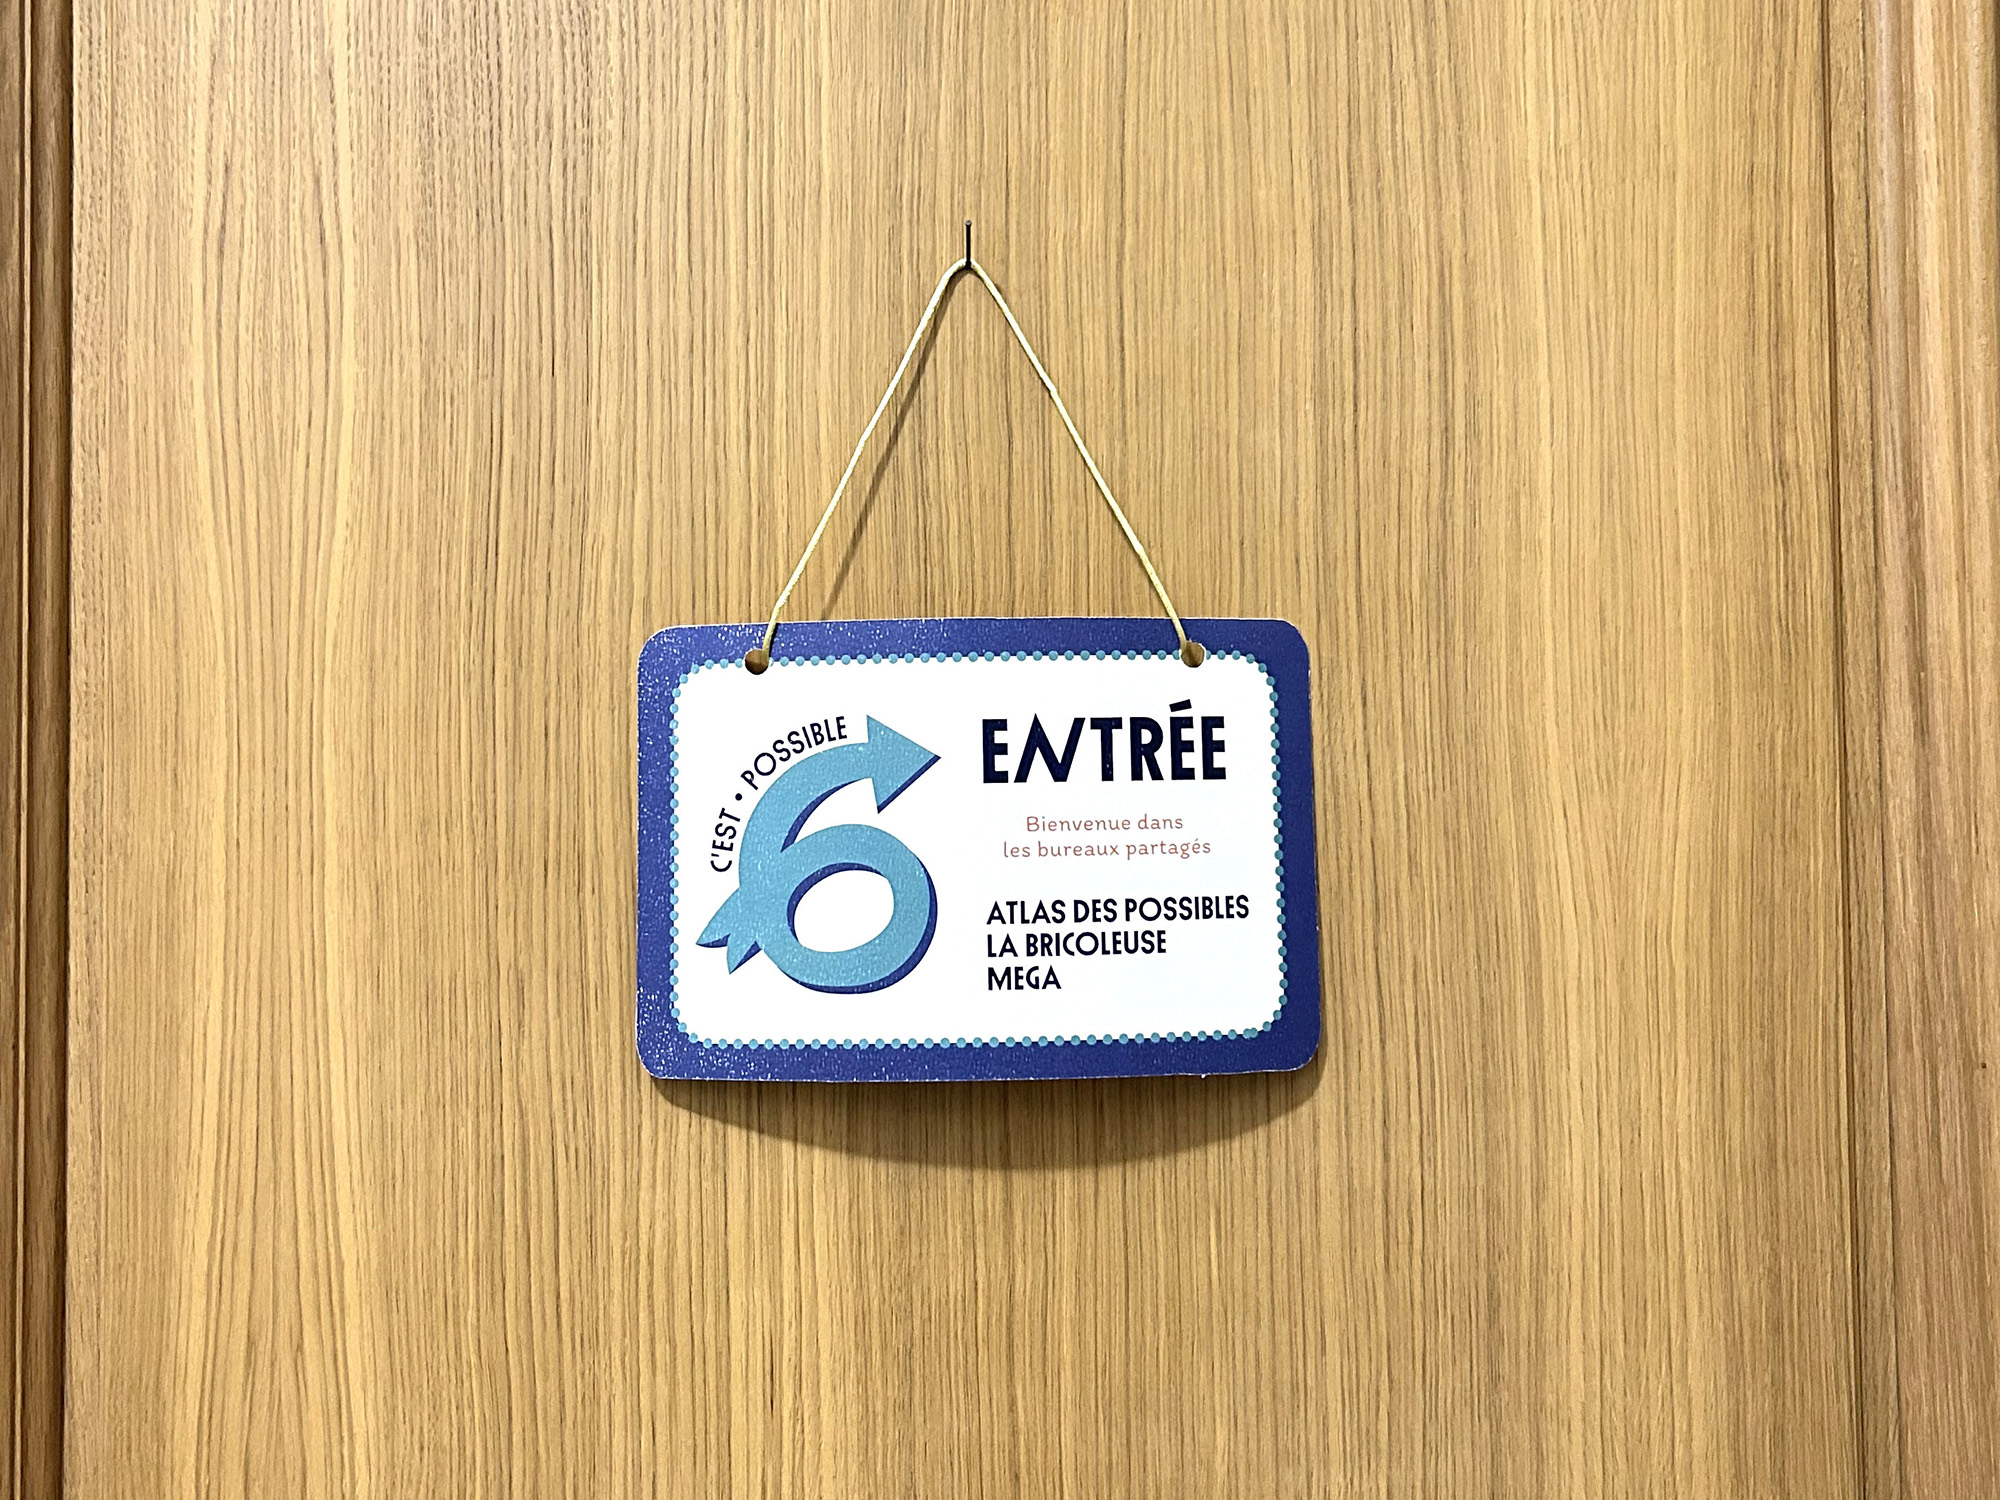 C'EST • POSSIBLE
6
ENTRÉE
Bienvenue dans
les bureaux partagés
ATLAS DES POSSIBLES
LA BRICOLEUSE
MEGA